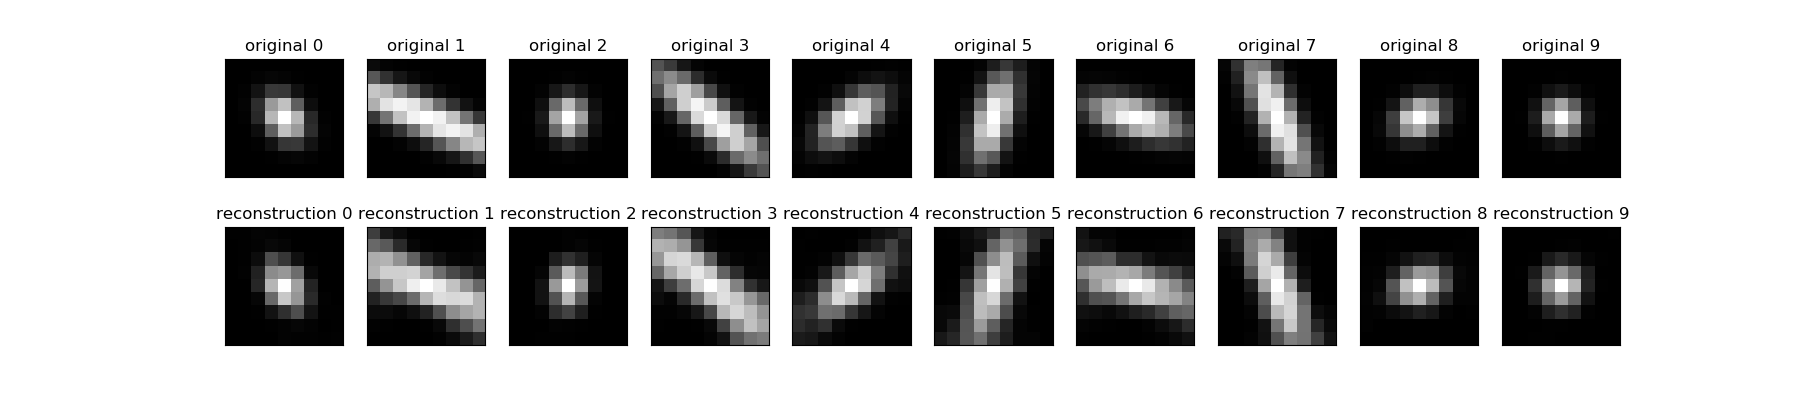 original 0 original 1 original 2 original 3 original 4 original 5 original 6 original 7 original 8 original 9
reconstruction 0 reconstruction 1 reconstruction 2 reconstruction 3 reconstruction 4 reconstruction 5 reconstruction 6 reconstruction 7 reconstruction 8 reconstruction 9